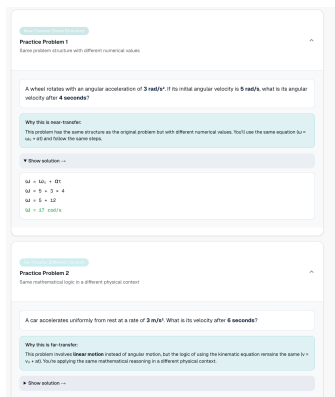 Practice Problem 1
Same problem structure with different numerical values
A wheel rotates with an angular acceleration of 3 rad/s². If its initial angular velocity is 5 rad/s, what is its angular
velocity after 4 seconds?
Why this is near-transfer:
This problem has the same structure as the original problem but with different numerical values. You'll use the same equation (ω =
ω₀ + αt) and follow the same steps.
▼ Show solution →
ω = ω₀ + αt
ω = 5 + 3 × 4
ω = 5 + 12
ω = 17 rad/s
Practice Problem 2
Same mathematical logic in a different physical context
A car accelerates uniformly from rest at a rate of 3 m/s². What is its velocity after 6 seconds?
Why this is far-transfer:
This problem involves linear motion instead of angular motion, but the logic of using the kinematic equation remains the same (v =
v₀ + at). You're applying the same mathematical reasoning in a different physical context.
▶ Show solution →